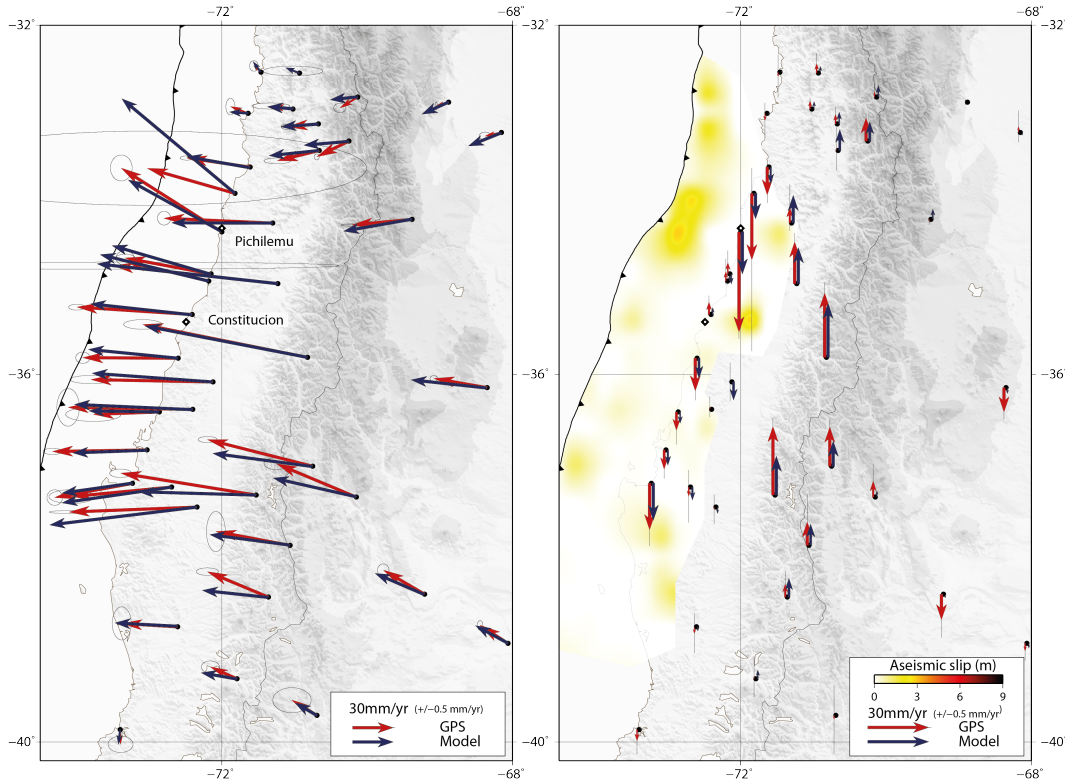 −72° −68° −72° −68°
−32° −32°
Pichilemu
Constitucion
−36° −36°
30mm/yr (+/−0.5 mm/yr)
GPS
Model
Aseismic slip (m)
0 3 6 9
30mm/yr (+/−0.5 mm/yr)
GPS
Model
−40° −40°
−72° −68° −72° −68°